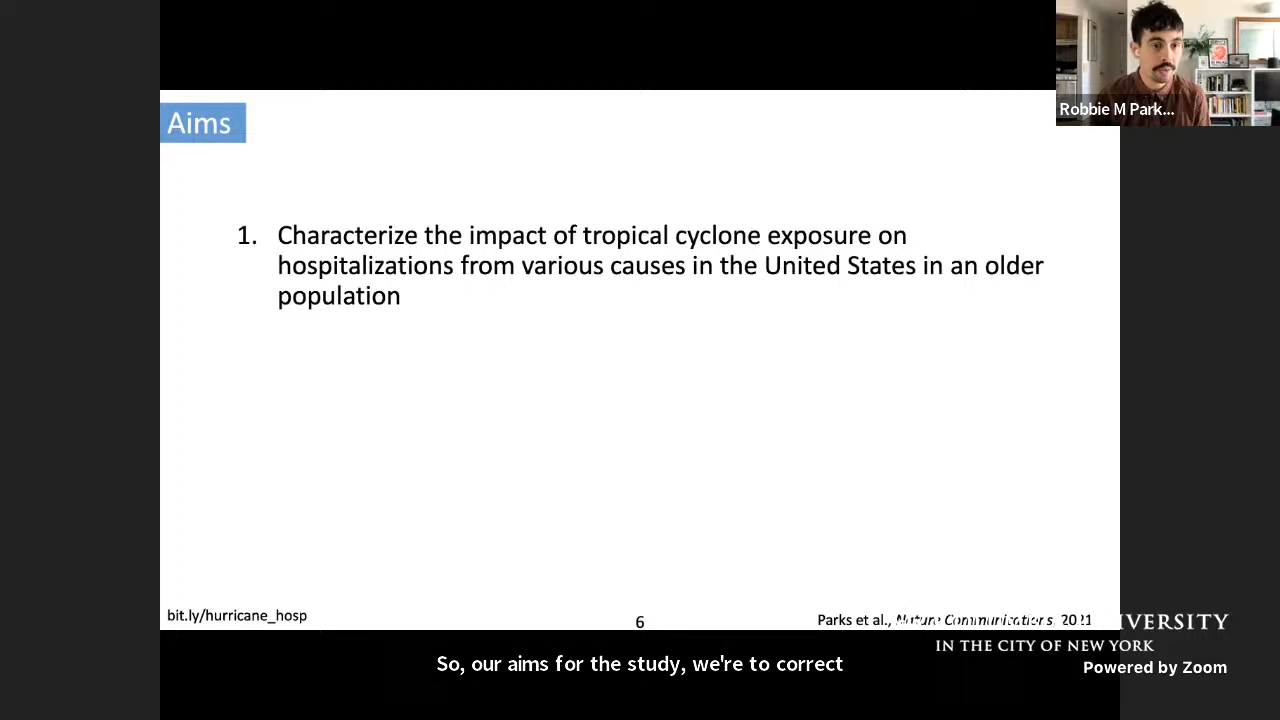 Robbie M Park...
Aims
1. Characterize the impact of tropical cyclone exposure on
hospitalizations from various causes in the United States in an older
population
bit.ly/hurricane_hosp
6
Parks et al., Nature Communications, 2021
IVERSITY
IN THE CITY OF NEW YORK
So, our aims for the study, we're to correct
Powered by Zoom